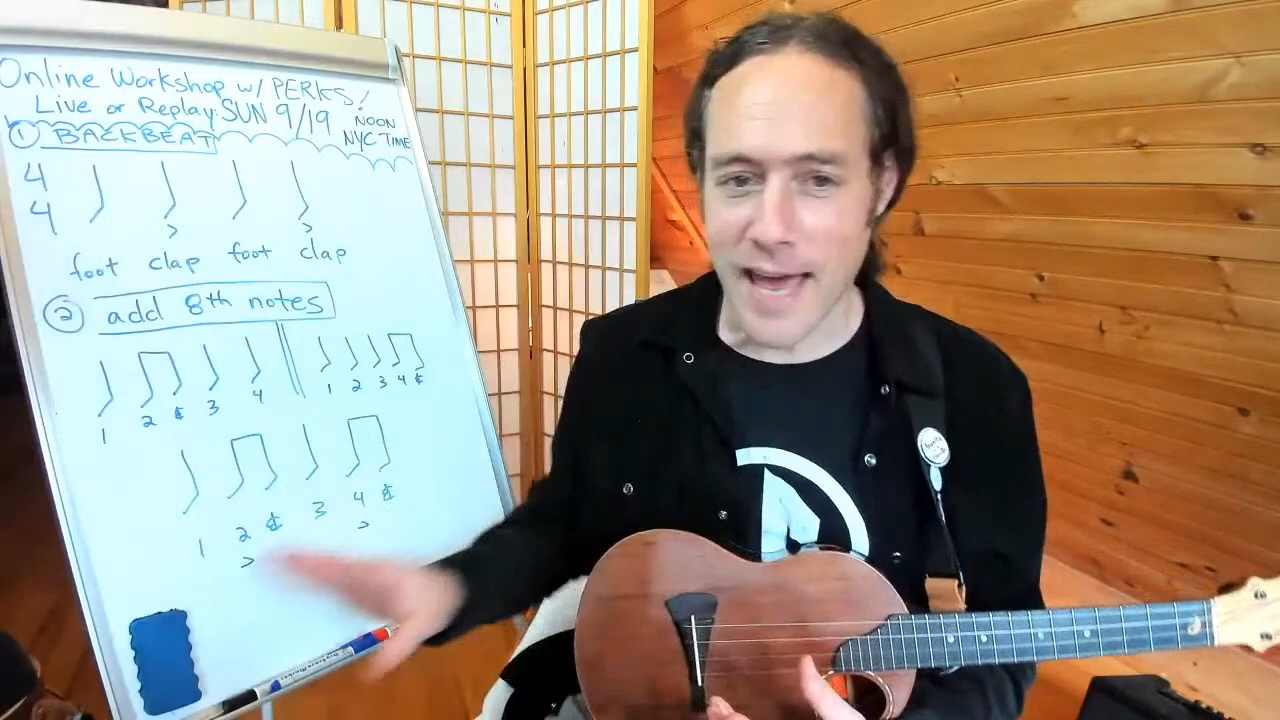 Online Workshop w/ PERKS!
Live or Replay: SUN 9/19 NOON
NYC TIME
① BACKBEAT
4
4
> >
foot clap foot clap
② add 8th notes
1 2 & 3 4 1 2 3 4 &
1 2 & 3 4 &
> >